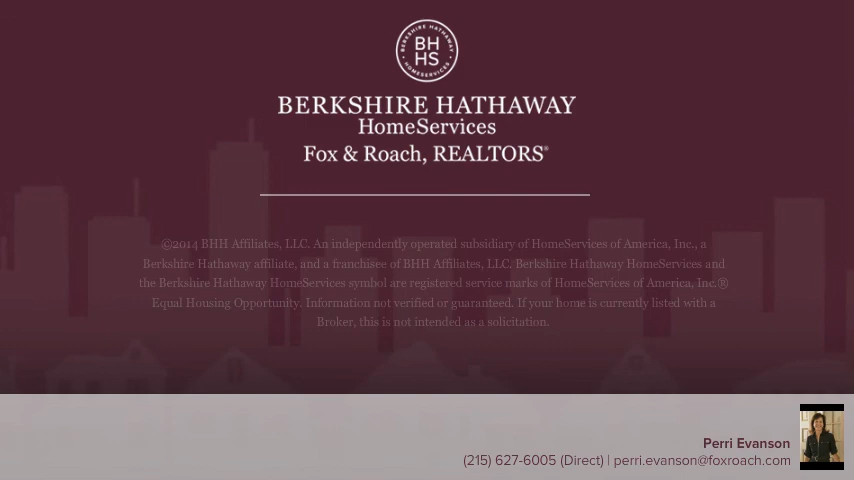 BERKSHIRE HATHAWAY
HOMESERVICES
BH
HS
BERKSHIRE HATHAWAY
HomeServices
Fox & Roach, REALTORS®
©2014 BHH Affiliates, LLC. An independently operated subsidiary of HomeServices of America, Inc., a
Berkshire Hathaway affiliate, and a franchisee of BHH Affiliates, LLC. Berkshire Hathaway HomeServices and
the Berkshire Hathaway HomeServices symbol are registered service marks of HomeServices of America, Inc.®
Equal Housing Opportunity. Information not verified or guaranteed. If your home is currently listed with a
Broker, this is not intended as a solicitation.
Perri Evanson
(215) 627-6005 (Direct) | perri.evanson@foxroach.com